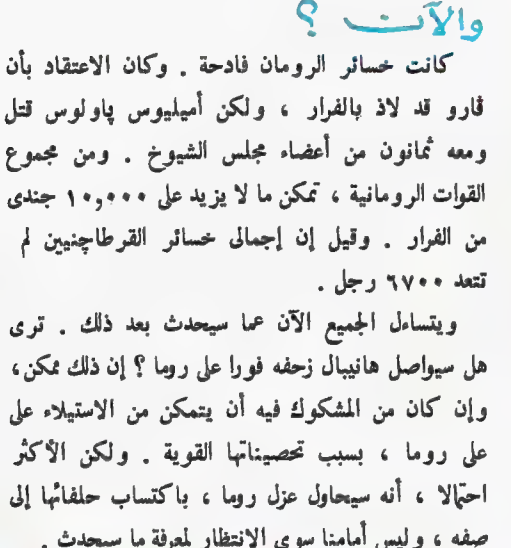 والآن ؟
كانت خسائر الرومان فادحة . وكان الاعتقاد بأن
ڤارو قد لاذ بالفرار ، ولكن أميليوس پاولوس قتل
ومعه ثمانون من أعضاء مجلس الشيوخ . ومن مجموع
القوات الرومانية ، تمكن ما لا يزيد على ١٠,٠٠٠ جندى
من الفرار . وقيل إن إجمالى خسائر القرطاچنيين لم
تتعد ٦٧٠٠ رجل .
ويتساءل الجميع الآن عما سيحدث بعد ذلك . ترى
هل سيواصل هانيبال زحفه فورا على روما ؟ إن ذلك ممكن ،
وإن كان من المشكوك فيه أن يتمكن من الاستيلاء على
على روما ، بسبب تحصيناتها القوية . ولكن الأكثر
احتمالا ، أنه سيحاول عزل روما ، باكتساب حلفائها إلى
صفه ، وليس أمامنا سوى الانتظار لمعرفة ما سيحدث .